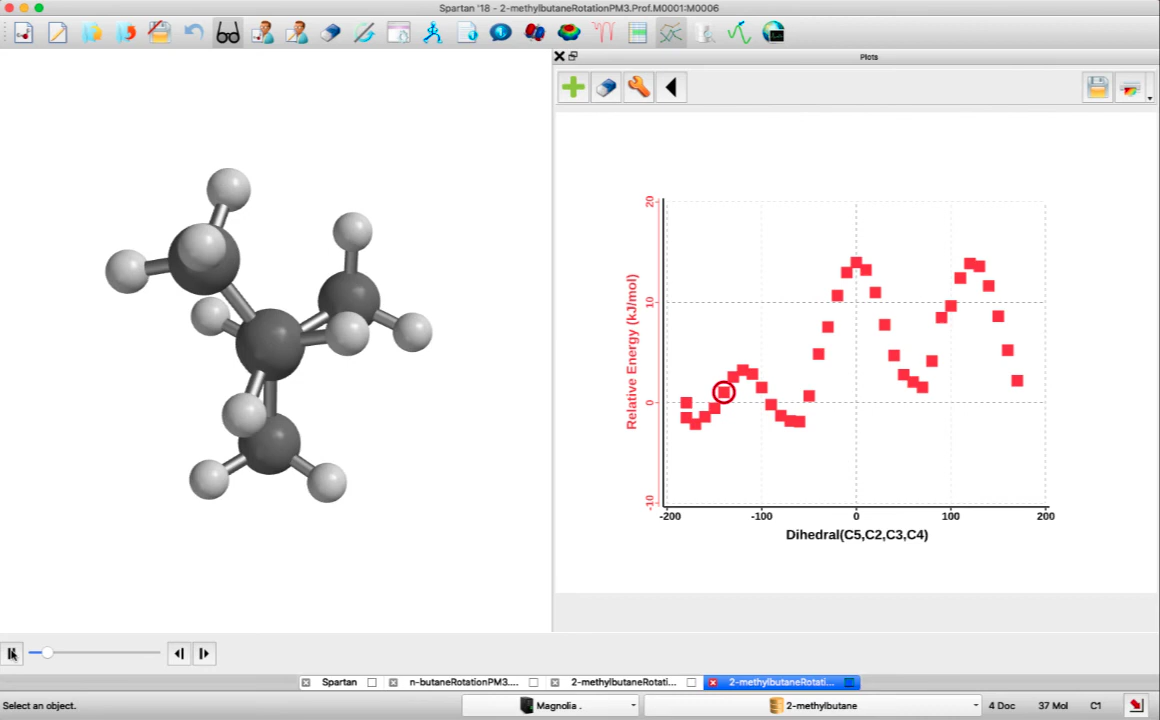 Spartan '18 - 2-methylbutaneRotationPM3.Prof.M0001:M0006
Plots
20
10
0
-10
Relative Energy (kJ/mol)
-200 -100 0 100 200
Dihedral(C5,C2,C3,C4)
Spartan n-butaneRotationPM3.... 2-methylbutaneRotati... 2-methylbutaneRotati...
Select an object. Magnolia . 2-methylbutane 4 Doc 37 Mol C1